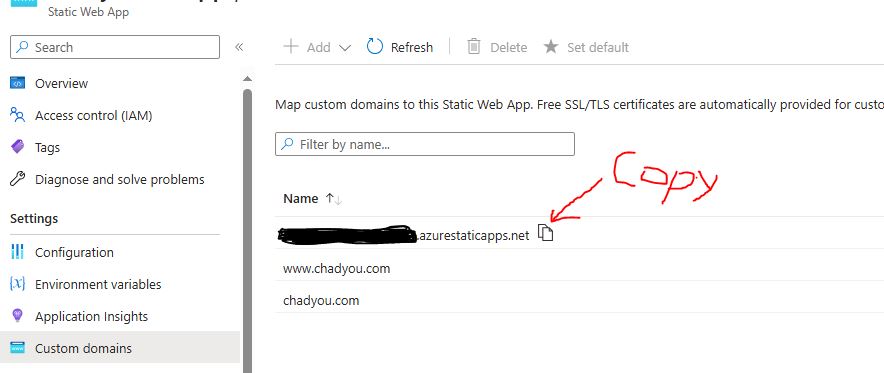 Static Web App
Search
«
Add
Refresh
Delete
Set default
Overview
Access control (IAM)
Tags
Diagnose and solve problems
Settings
Configuration
Environment variables
Application Insights
Custom domains
Map custom domains to this Static Web App. Free SSL/TLS certificates are automatically provided for custo
Filter by name...
Copy
Name ↑↓
.azurestaticapps.net
www.chadyou.com
chadyou.com